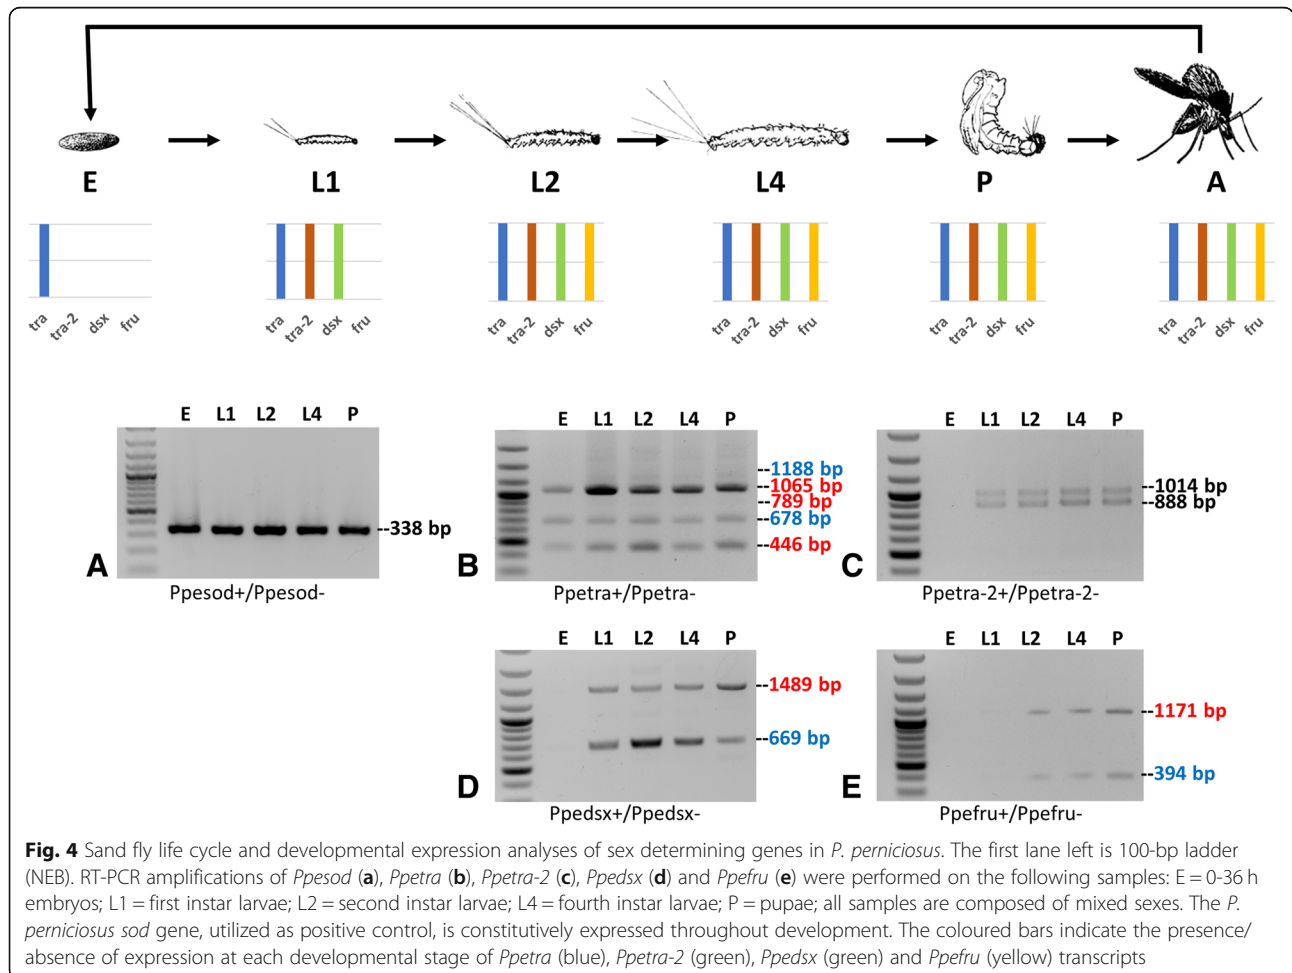 E L1 L2 L4 P A
tra tra-2 dsx fru
tra tra-2 dsx fru
tra tra-2 dsx fru
tra tra-2 dsx fru
tra tra-2 dsx fru
tra tra-2 dsx fru
E L1 L2 L4 P
--338 bp
A
Ppesod+/Ppesod-
E L1 L2 L4 P
--1188 bp
--1065 bp
--789 bp
--678 bp
--446 bp
B
Ppetra+/Ppetra-
E L1 L2 L4 P
--1014 bp
--888 bp
C
Ppetra-2+/Ppetra-2-
E L1 L2 L4 P
--1489 bp
--669 bp
D
Ppedsx+/Ppedsx-
E L1 L2 L4 P
--1171 bp
--394 bp
E
Ppefru+/Ppefru-
Fig. 4 Sand fly life cycle and developmental expression analyses of sex determining genes in P. perniciosus. The first lane left is 100-bp ladder
(NEB). RT-PCR amplifications of Ppesod (a), Ppetra (b), Ppetra-2 (c), Ppedsx (d) and Ppefru (e) were performed on the following samples: E = 0-36 h
embryos; L1 = first instar larvae; L2 = second instar larvae; L4 = fourth instar larvae; P = pupae; all samples are composed of mixed sexes. The P.
perniciosus sod gene, utilized as positive control, is constitutively expressed throughout development. The coloured bars indicate the presence/
absence of expression at each developmental stage of Ppetra (blue), Ppetra-2 (green), Ppedsx (green) and Ppefru (yellow) transcripts